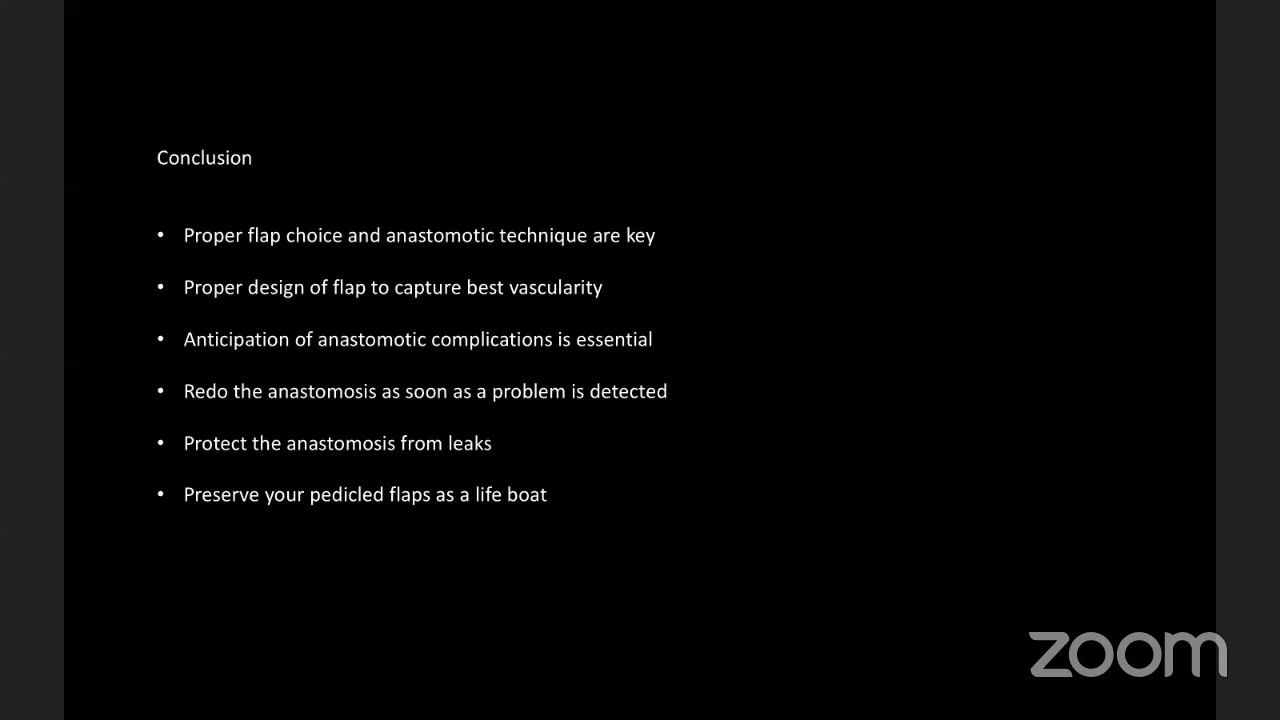 Conclusion
• Proper flap choice and anastomotic technique are key
• Proper design of flap to capture best vascularity
• Anticipation of anastomotic complications is essential
• Redo the anastomosis as soon as a problem is detected
• Protect the anastomosis from leaks
• Preserve your pedicled flaps as a life boat
zoom